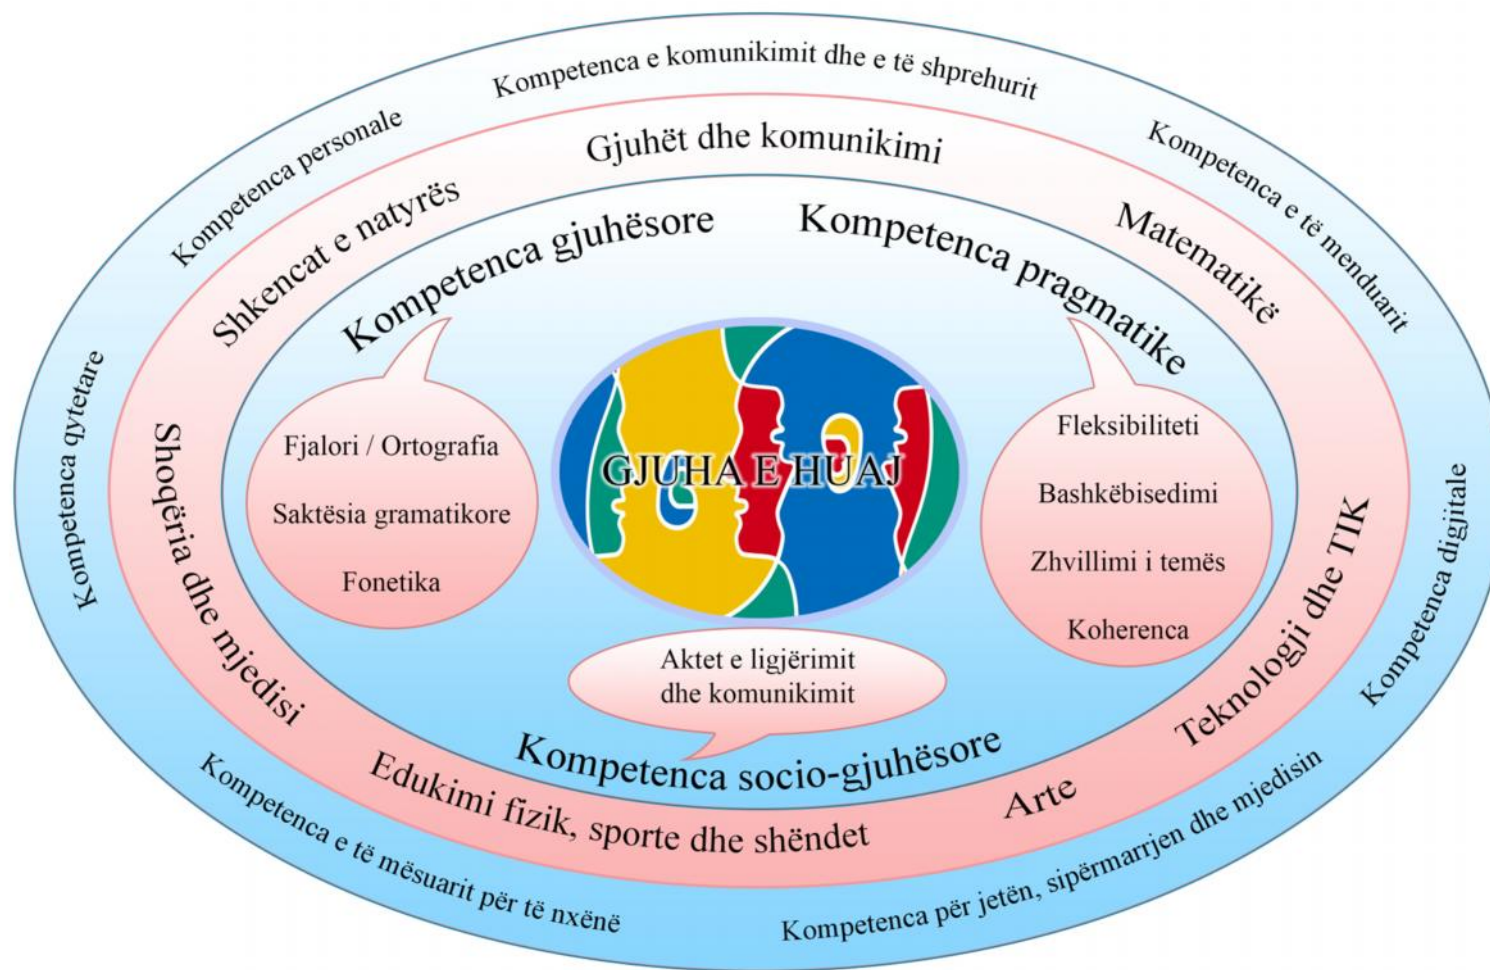 Kompetenca e komunikimit dhe e të shprehurit
Kompetenca personale
Kompetenca e të menduarit
Kompetenca qytetare
Kompetenca digjitale
Kompetenca e të mësuarit për të nxënë
Kompetenca për jetën, sipërmarrjen dhe mjedisin
Gjuhët dhe komunikimi
Shkencat e natyrës
Matematikë
Shoqëria dhe mjedisi
Teknologji dhe TIK
Edukimi fizik, sporte dhe shëndet
Arte
Kompetenca gjuhësore
Kompetenca pragmatike
Fjalori / Ortografia
Saktësia gramatikore
Fonetika
GJUHA E HUAJ
Fleksibiliteti
Bashkëbisedimi
Zhvillimi i temës
Koherenca
Aktet e ligjërimit
dhe komunikimit
Kompetenca socio-gjuhësore